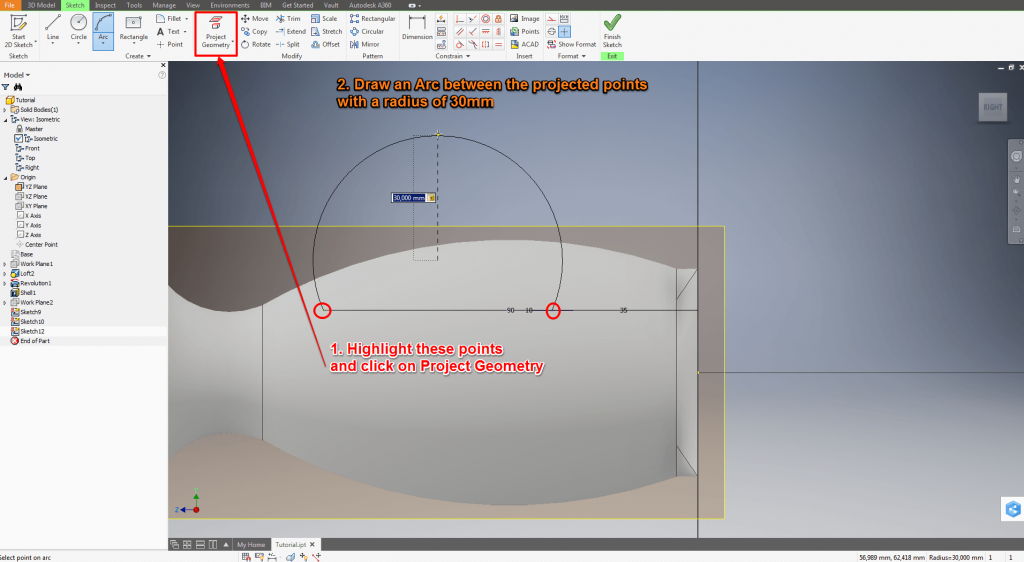 File 3D Model Sketch Inspect Tools Manage View Environments BIM Get Started Vault Autodesk A360
Start
2D Sketch
Line
Circle
Arc
Rectangle
Fillet
Text
Point
Project
Geometry
Move
Copy
Rotate
Trim
Extend
Split
Scale
Stretch
Offset
Rectangular
Circular
Mirror
Dimension
Image
Points
ACAD
Show Format
Finish
Sketch
Sketch Create Modify Pattern Constrain Insert Format Exit
Model
Tutorial
Solid Bodies(1)
View: Isometric
Master
Isometric
Front
Top
Right
Origin
YZ Plane
XZ Plane
XY Plane
X Axis
Y Axis
Z Axis
Center Point
Base
Work Plane1
Loft2
Revolution1
Shell1
Work Plane2
Sketch9
Sketch10
Sketch12
End of Part
2. Draw an Arc between the projected points
with a radius of 30mm
RIGHT
30,000 mm
90 10 35
1. Highlight these points
and click on Project Geometry
Z
My Home Tutorial.ipt
Select point on arc
56,989 mm, 62,418 mm Radius=30,000 mm 1 1